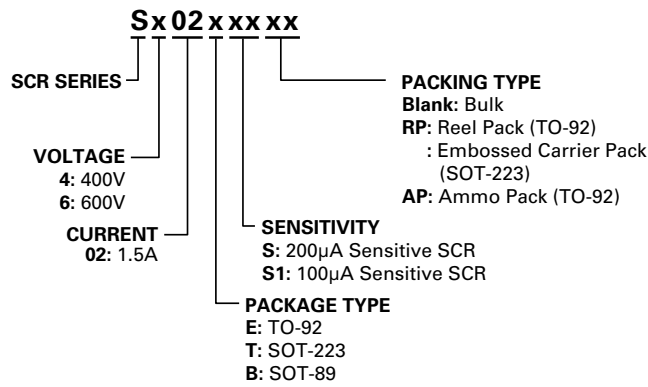 Sx02xxxxx
SCR SERIES
VOLTAGE
4: 400V
6: 600V
CURRENT
02: 1.5A
PACKING TYPE
Blank: Bulk
RP: Reel Pack (TO-92)
: Embossed Carrier Pack
(SOT-223)
AP: Ammo Pack (TO-92)
SENSITIVITY
S: 200μA Sensitive SCR
S1: 100μA Sensitive SCR
PACKAGE TYPE
E: TO-92
T: SOT-223
B: SOT-89